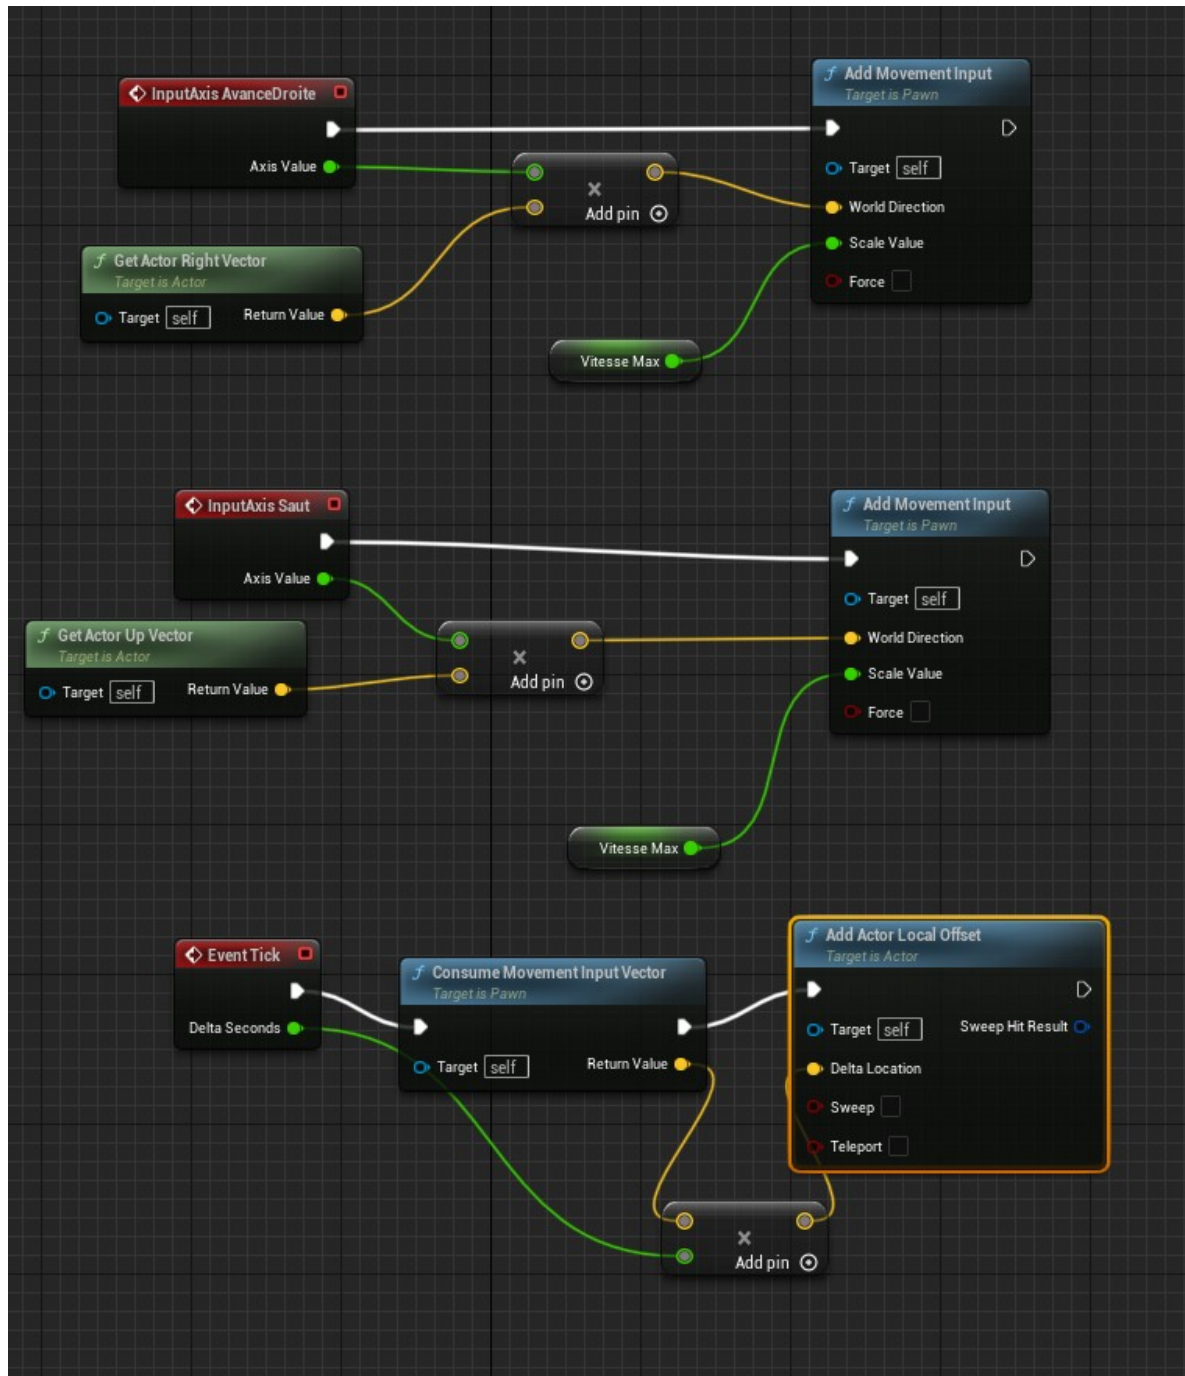 InputAxis AvanceDroite
Axis Value
Add pin
Get Actor Right Vector
Target is Actor
Target self Return Value
Vitesse Max
Add Movement Input
Target is Pawn
Target self
World Direction
Scale Value
Force
InputAxis Saut
Axis Value
Get Actor Up Vector
Target is Actor
Target self Return Value
Add pin
Vitesse Max
Add Movement Input
Target is Pawn
Target self
World Direction
Scale Value
Force
Event Tick
Delta Seconds
Consume Movement Input Vector
Target is Pawn
Target self Return Value
Add pin
Add Actor Local Offset
Target is Actor
Target self Sweep Hit Result
Delta Location
Sweep
Teleport